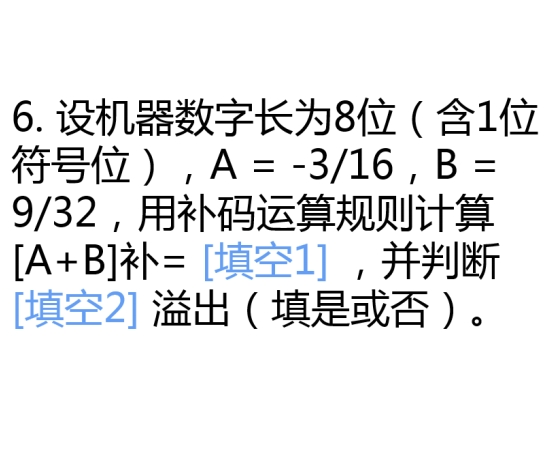 6. 设机器数字长为8位（含1位
符号位），A = -3/16，B =
9/32，用补码运算规则计算
[A+B]补= [填空1] ，并判断
[填空2] 溢出（填是或否）。